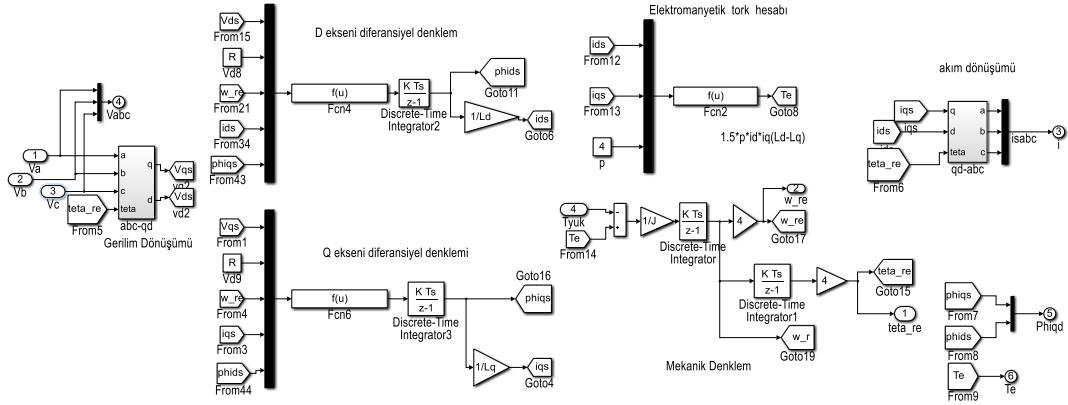 Va
1
Vb
2
Vc
3
teta_re
From5
4
Vabc
a
b
c
teta
q
d
abc-qd
Gerilim Dönüşümü
Vqs
vq2
Vds
vd2
D ekseni diferansiyel denklem
Vds
From15
R
Vd8
w_re
From21
ids
From34
phiqs
From43
f(u)
Fcn4
K Ts
z-1
Discrete-Time
Integrator2
phids
Goto11
1/Ld
ids
Goto6
Q ekseni diferansiyel denklemi
Vqs
From1
R
Vd9
w_re
From4
iqs
From3
phids
From44
f(u)
Fcn6
K Ts
z-1
Discrete-Time
Integrator3
Goto16
phiqs
1/Lq
iqs
Goto4
Elektromanyetik tork hesabı
ids
From12
iqs
From13
4
p
f(u)
Fcn2
Te
Goto8
1.5*p*id*iq(Ld-Lq)
4
Tyuk
Te
From14
-
+
1/J
K Ts
z-1
Discrete-Time
Integrator
4
2
w_re
w_re
Goto17
K Ts
z-1
Discrete-Time
Integrator1
4
teta_re
Goto15
1
teta_re
w_r
Goto19
Mekanik Denklem
akım dönüşümü
iqs
iqs
ids
teta_re
From6
q
d
teta
a
b
c
qd-abc
isabc
3
i
phiqs
From7
phids
From8
5
Phiqd
Te
From9
6
Te